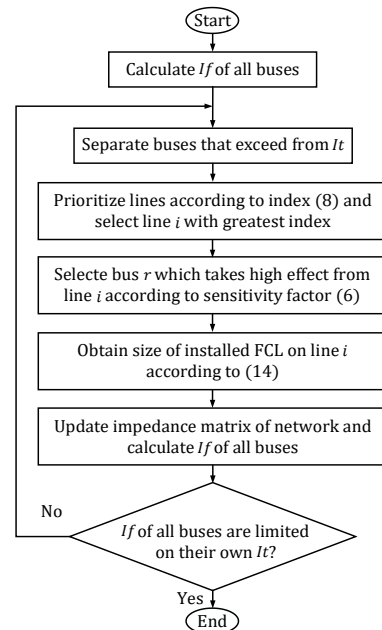 Start
Calculate If of all buses
Separate buses that exceed from It
Prioritize lines according to index (8) and
select line i with greatest index
Selecte bus r which takes high effect from
line i according to sensitivity factor (6)
Obtain size of installed FCL on line i
according to (14)
Update impedance matrix of network and
calculate If of all buses
No
If of all buses are limited
on their own It?
Yes
End